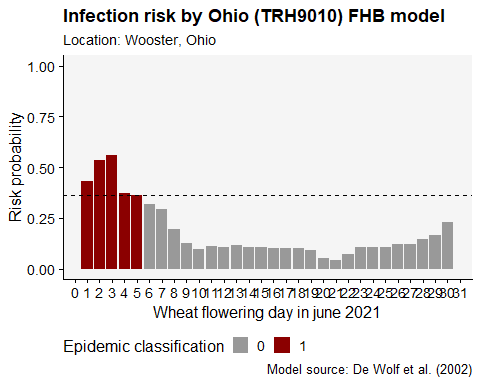 Infection risk by Ohio (TRH9010) FHB model
Location: Wooster, Ohio
1.00
0.75
0.50
0.25
0.00
Risk probability
0 1 2 3 4 5 6 7 8 9 10 11 12 13 14 15 16 17 18 19 20 21 22 23 24 25 26 27 28 29 30 31
Wheat flowering day in june 2021
Epidemic classification 0 1
Model source: De Wolf et al. (2002)